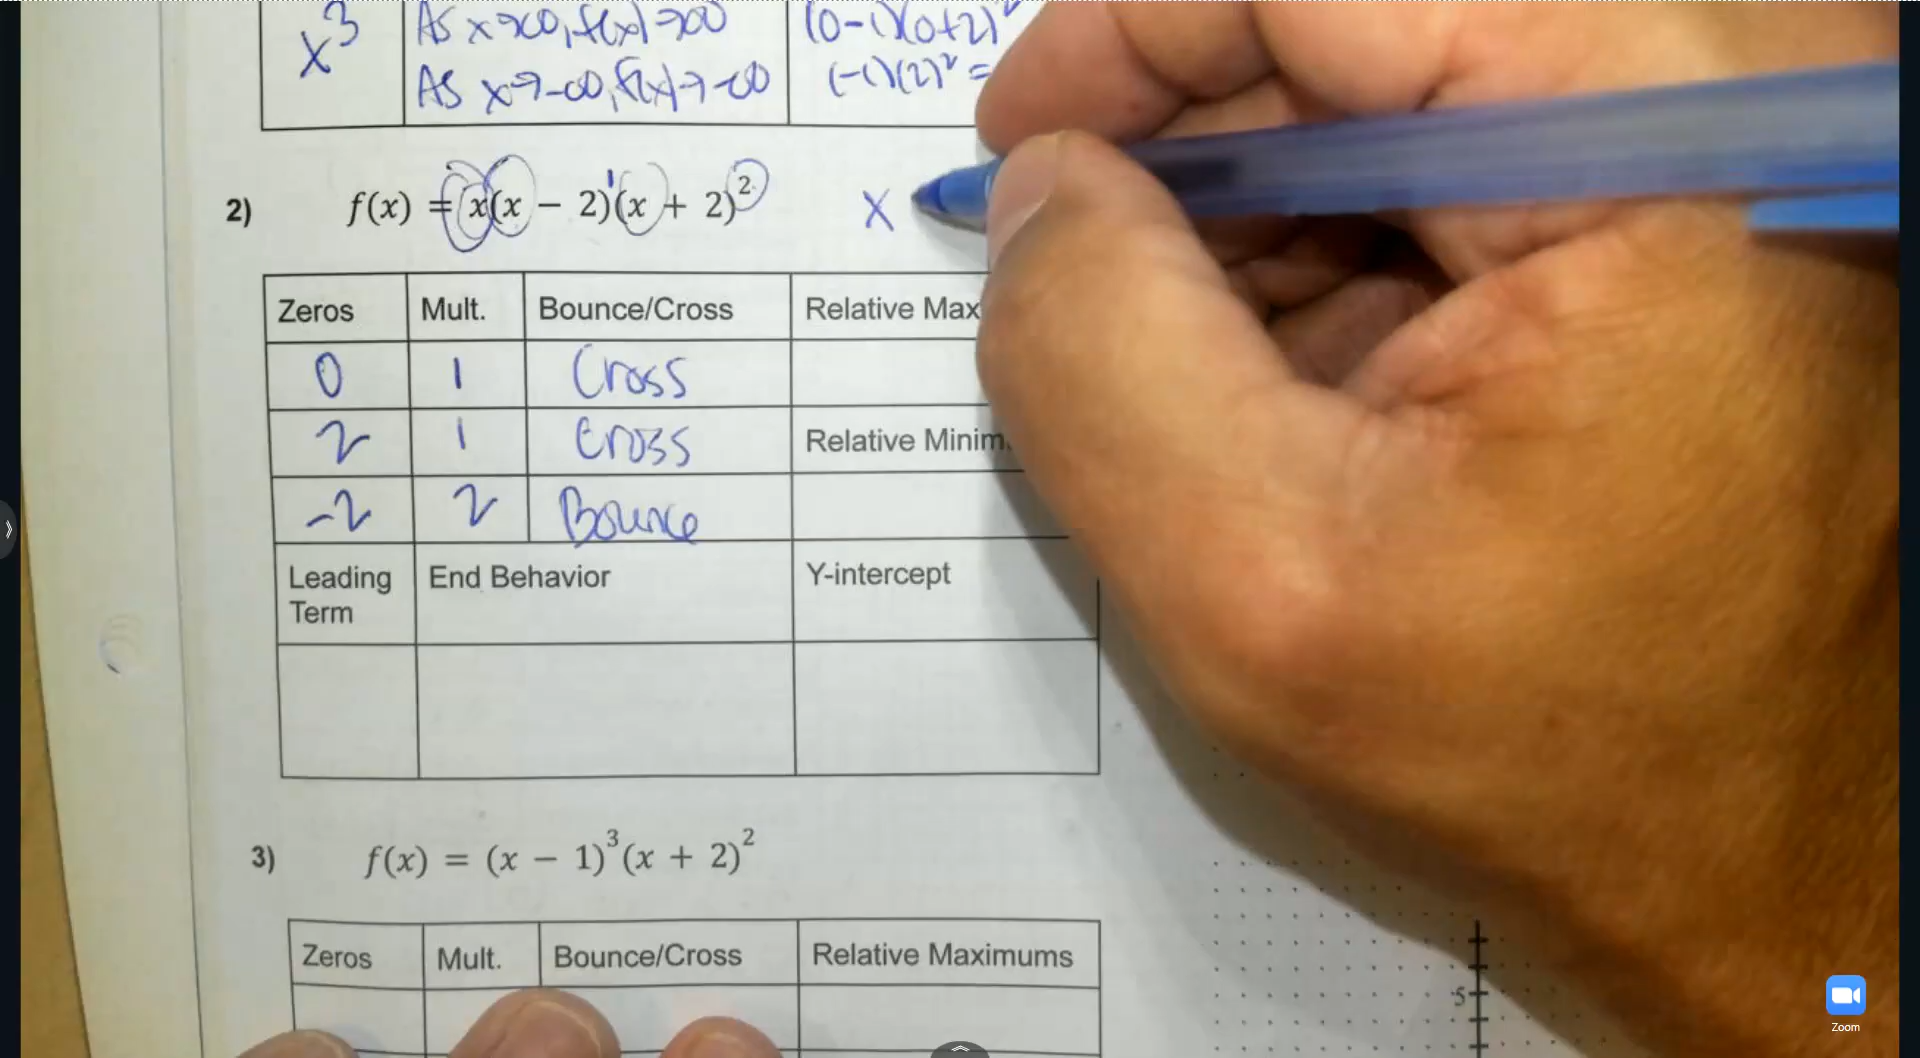 x³ As x→∞, f(x)→∞ (0-1)(0+2)²
As x→-∞, f(x)→-∞ (-1)(2)² =
2) f(x) = x(x − 2)¹(x + 2)² x
Zeros Mult. Bounce/Cross Relative Max
0 1 Cross
2 1 Cross Relative Minim
-2 2 Bounce
Leading Term End Behavior Y-intercept
3) f(x) = (x − 1)³(x + 2)²
Zeros Mult. Bounce/Cross Relative Maximums
5
Zoom